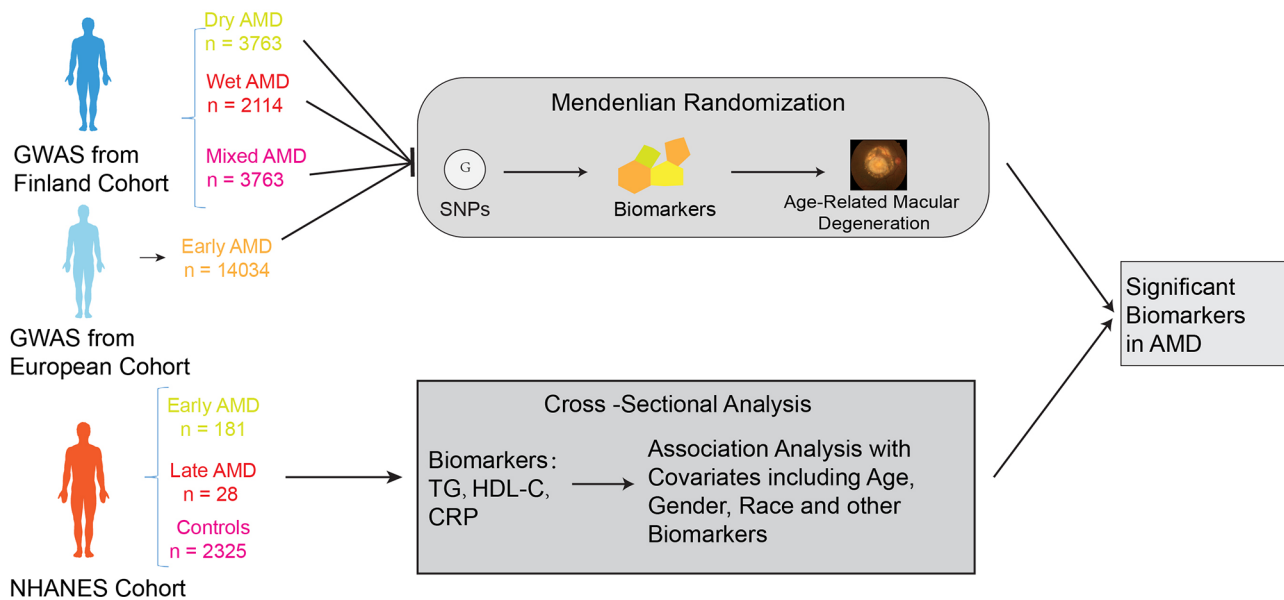 Dry AMD
n = 3763
Wet AMD
n = 2114
Mixed AMD
n = 3763
GWAS from
Finland Cohort
Early AMD
n = 14034
GWAS from
European Cohort
Mendenlian Randomization
G
SNPs
Biomarkers
Age-Related Macular
Degeneration
Early AMD
n = 181
Late AMD
n = 28
Controls
n = 2325
NHANES Cohort
Cross -Sectional Analysis
Biomarkers:
TG, HDL-C,
CRP
Association Analysis with
Covariates including Age,
Gender, Race and other
Biomarkers
Significant
Biomarkers
in AMD